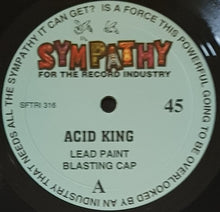 IS A FORCE THIS POWERFUL GOING TO BE OVERLOOKED BY AN INDUSTRY THAT NEEDS ALL THE SYMPATHY IT CAN GET?
SYMPATHY
FOR THE RECORD INDUSTRY
SFTRI 316
45
ACID KING
LEAD PAINT
BLASTING CAP
A